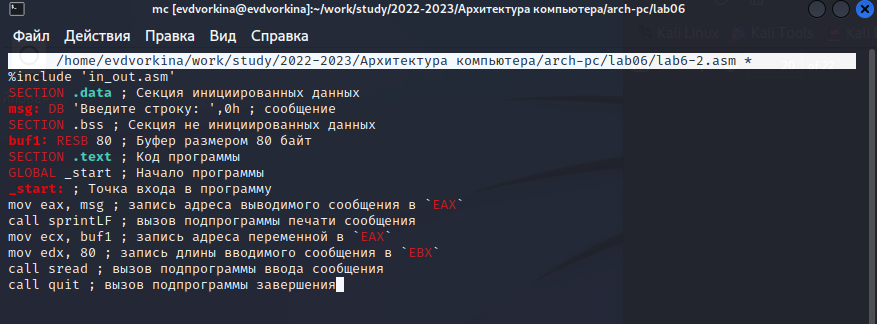 mc [evdvorkina@evdvorkina]:~/work/study/2022-2023/Архитектура компьютера/arch-pc/lab06
Файл Действия Правка Вид Справка
Kali Linux Kali Tools
/home/evdvorkina/work/study/2022-2023/Архитектура компьютера/arch-pc/lab06/lab6-2.asm *
%include 'in_out.asm'
SECTION .data ; Секция инициированных данных
msg: DB 'Введите строку: ',0h ; сообщение
SECTION .bss ; Секция не инициированных данных
buf1: RESB 80 ; Буфер размером 80 байт
SECTION .text ; Код программы
GLOBAL _start ; Начало программы
_start: ; Точка входа в программу
mov eax, msg ; запись адреса выводимого сообщения в `EAX`
call sprintLF ; вызов подпрограммы печати сообщения
mov ecx, buf1 ; запись адреса переменной в `EAX`
mov edx, 80 ; запись длины вводимого сообщения в `EBX`
call sread ; вызов подпрограммы ввода сообщения
call quit ; вызов подпрограммы завершения